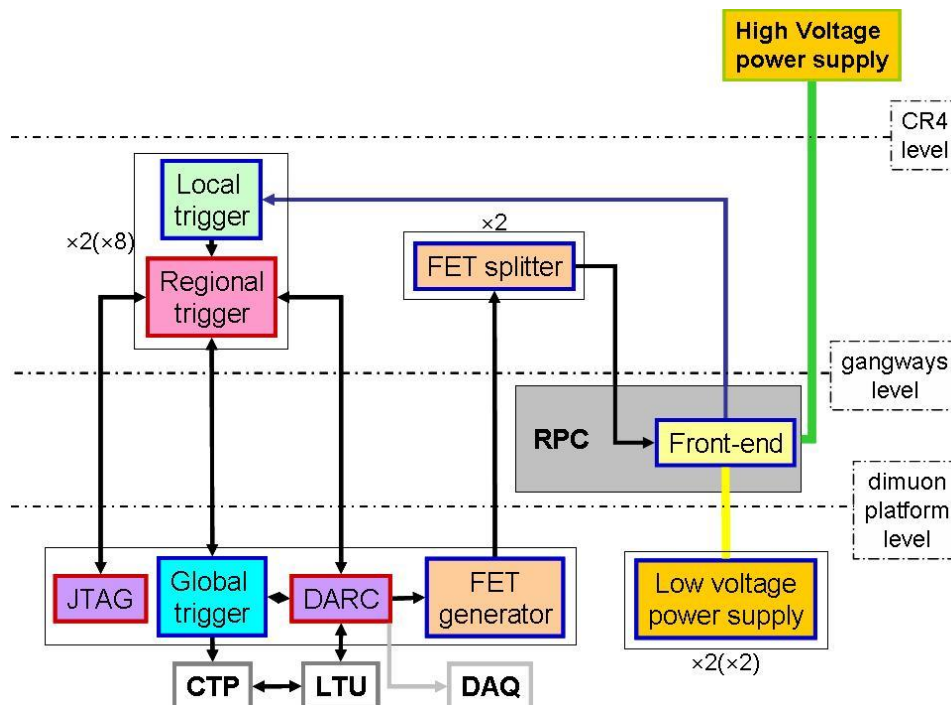 High Voltage
power supply
CR4
level
Local
trigger
×2(×8)
×2
FET splitter
Regional
trigger
gangways
level
RPC
Front-end
dimuon
platform
level
JTAG
Global
trigger
DARC
FET
generator
Low voltage
power supply
×2(×2)
CTP
LTU
DAQ